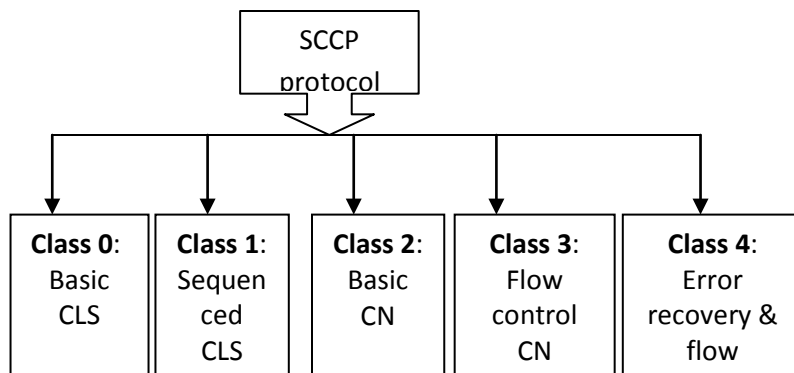 SCCP
protocol
Class 0:
Basic
CLS
Class 1:
Sequen
ced
CLS
Class 2:
Basic
CN
Class 3:
Flow
control
CN
Class 4:
Error
recovery &
flow